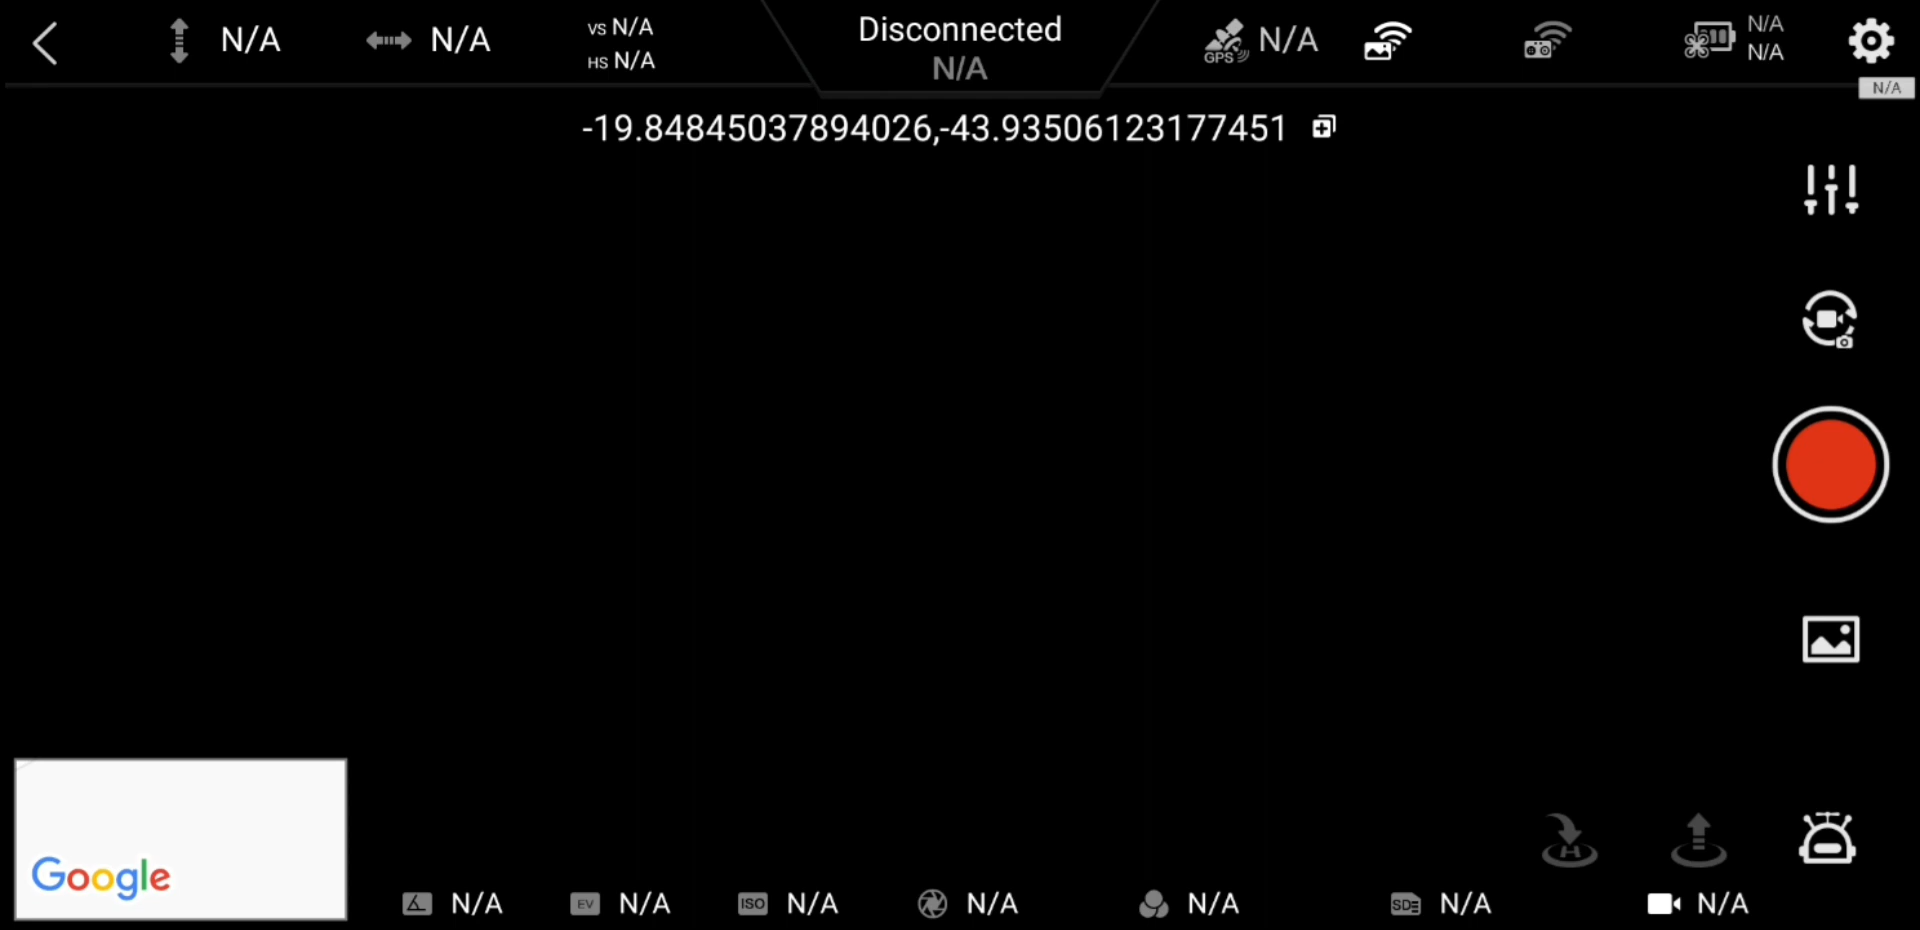 N/A
N/A
VS N/A
HS N/A
Disconnected
N/A
GPS N/A
N/A
N/A
N/A
-19.84845037894026,-43.93506123177451
Google
N/A
EV N/A
ISO N/A
N/A
N/A
SD N/A
N/A
H